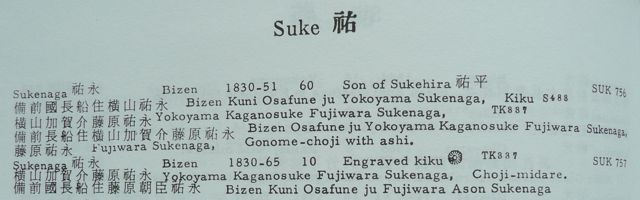 Suke 祐
Sukenaga 祐永 Bizen 1830-51 60 Son of Sukehira 祐平 SUK 756
備前國長船住横山祐永 Bizen Kuni Osafune ju Yokoyama Sukenaga, Kiku S488
横山加賀介藤原祐永 Yokoyama Kaganosuke Fujiwara Sukenaga, TK337
備前國長船住横山加賀介藤原祐永 Bizen Osafune ju Yokoyama Kaganosuke Fujiwara Sukenaga,
藤原祐永 Fujiwara Sukenaga, Gonome-choji with ashi.
Sukenaga 祐永 Bizen 1830-65 10 Engraved kiku TK337 SUK 757
横山加賀介藤原祐永 Yokoyama Kaganosuke Fujiwara Sukenaga, Choji-midare.
備前國長船住藤原朝臣祐永 Bizen Kuni Osafune ju Fujiwara Ason Sukenaga